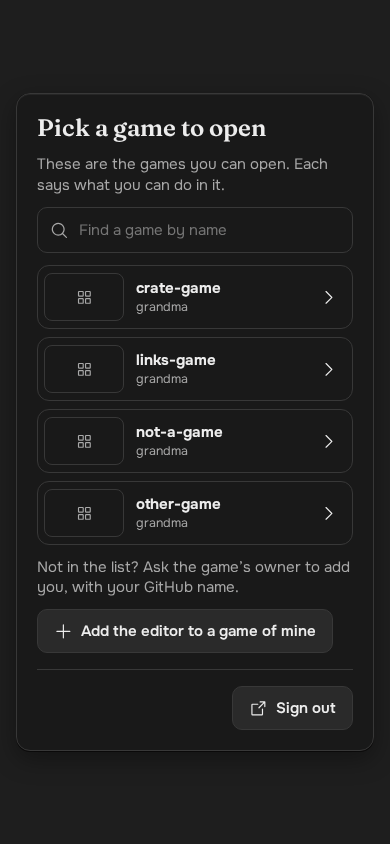 Pick a game to open
These are the games you can open. Each
says what you can do in it.
Find a game by name
crate-game
grandma
links-game
grandma
not-a-game
grandma
other-game
grandma
Not in the list? Ask the game’s owner to add
you, with your GitHub name.
Add the editor to a game of mine
Sign out